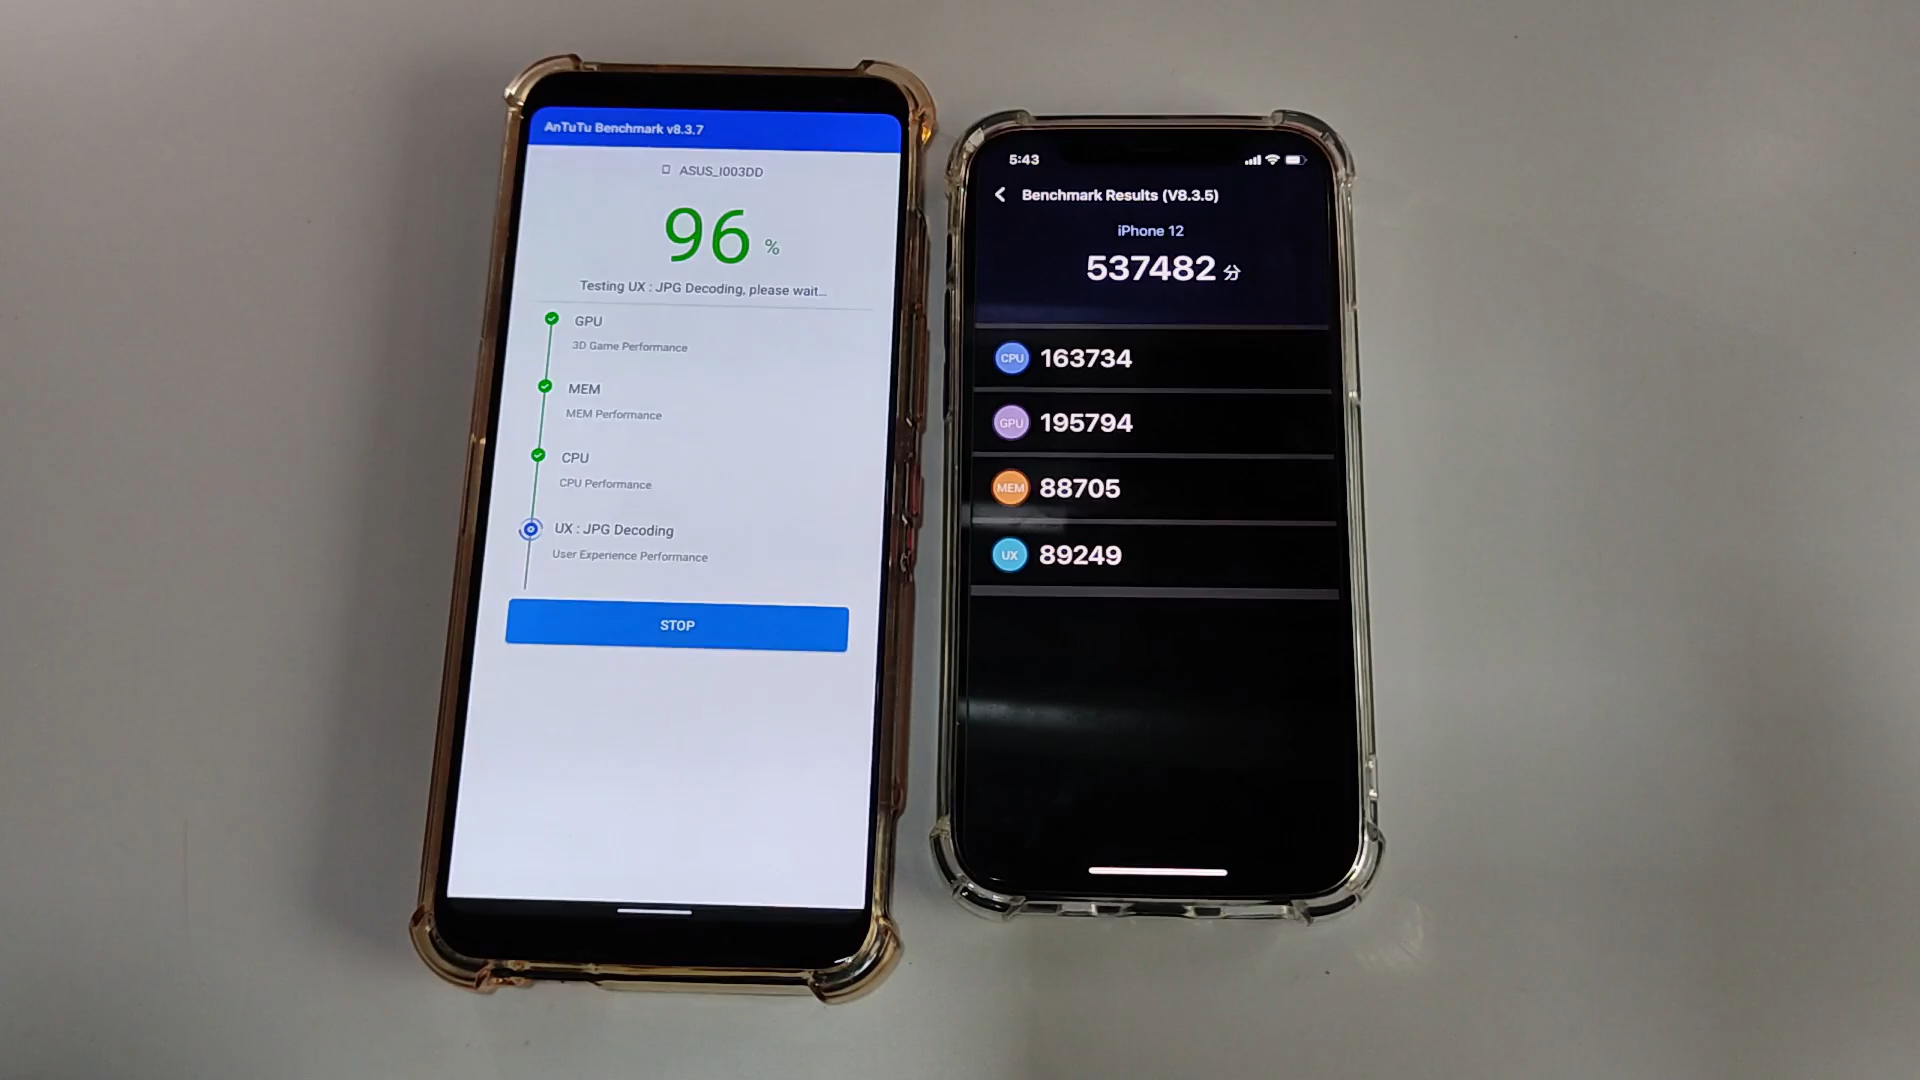 AnTuTu Benchmark v8.3.7
ASUS_I003DD
96 %
Testing UX : JPG Decoding, please wait...
GPU
3D Game Performance
MEM
MEM Performance
CPU
CPU Performance
UX : JPG Decoding
User Experience Performance
STOP
5:43
Benchmark Results (V8.3.5)
iPhone 12
537482 分
CPU 163734
GPU 195794
MEM 88705
UX 89249